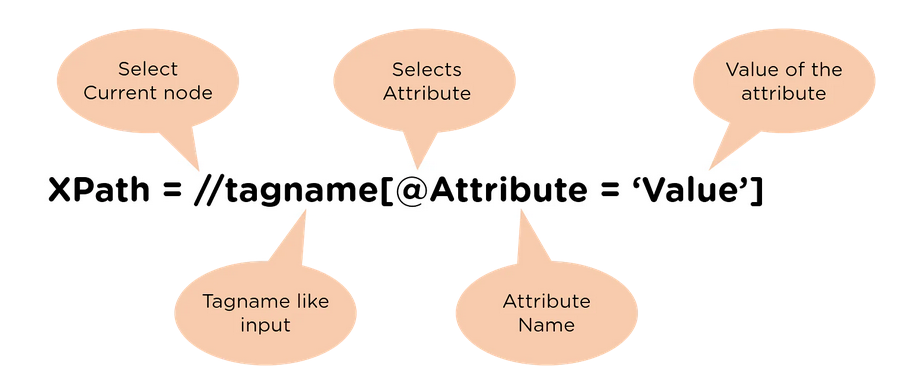 Select
Current node
Selects
Attribute
Value of the
attribute
XPath = //tagname[@Attribute = ‘Value’]
Tagname like
input
Attribute
Name